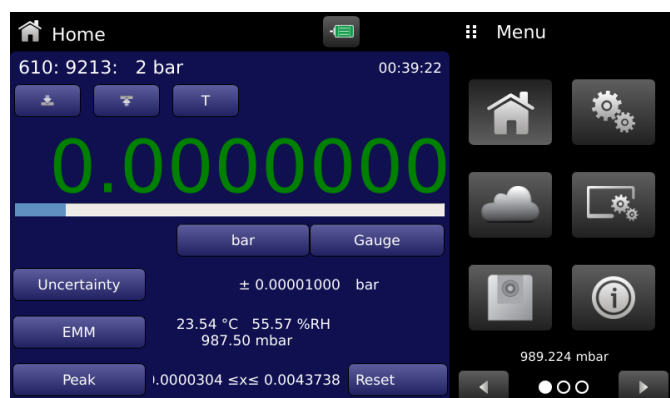 Home
Menu
610: 9213: 2 bar
00:39:22
T
0.0000000
bar
Gauge
Uncertainty
± 0.00001000 bar
EMM
23.54 °C 55.57 %RH
987.50 mbar
Peak
.0000304 ≤x≤ 0.0043738
Reset
989.224 mbar